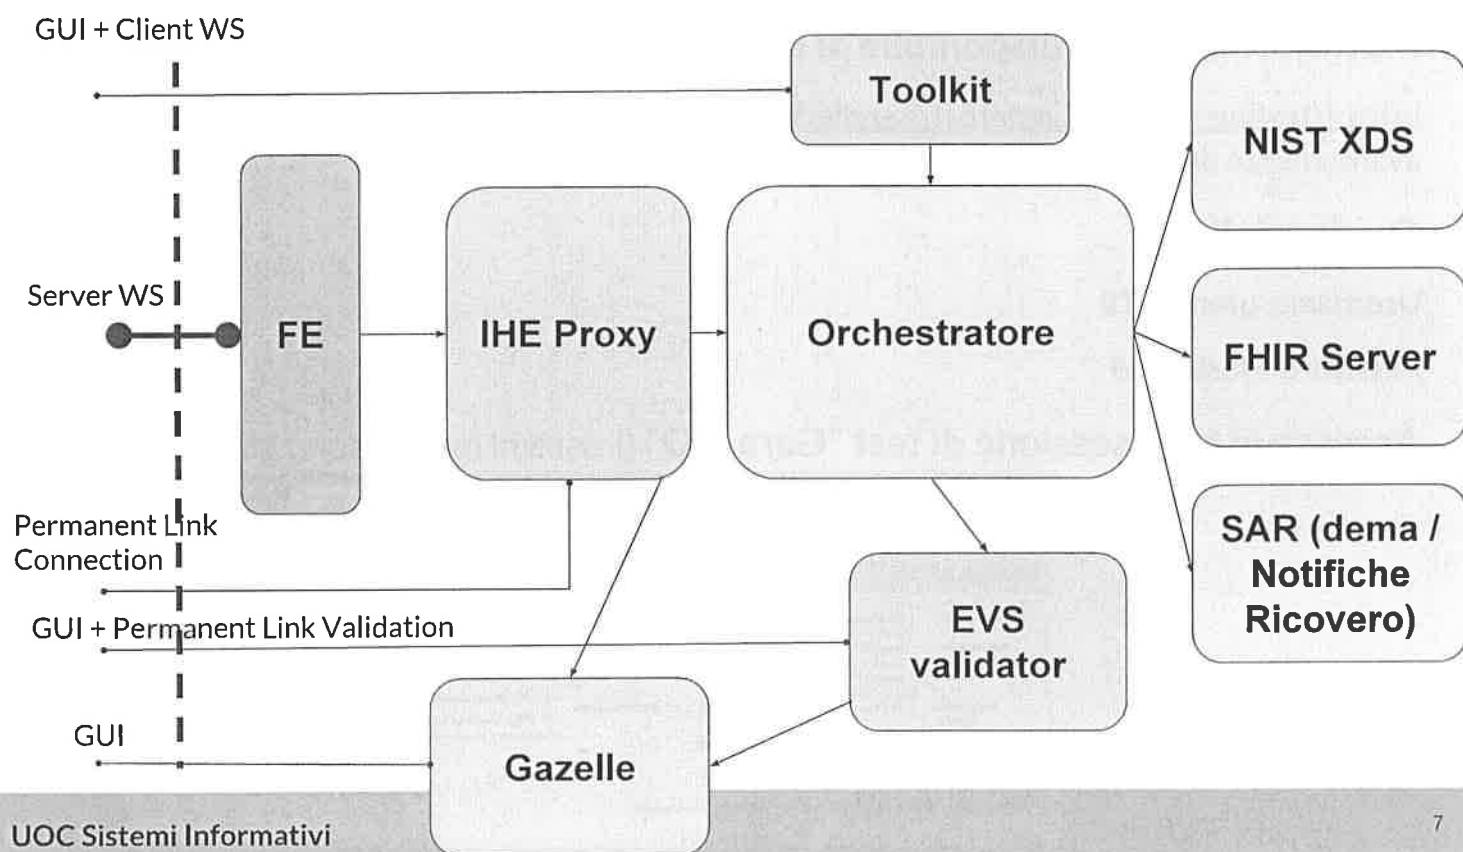 GUI + Client WS
Toolkit
NIST XDS
Server WS
FE
IHE Proxy
Orchestratore
FHIR Server
Permanent Link
Connection
SAR (dema /
Notifiche
Ricovero)
GUI + Permanent Link Validation
EVS
validator
GUI
Gazelle
UOC Sistemi Informativi
7